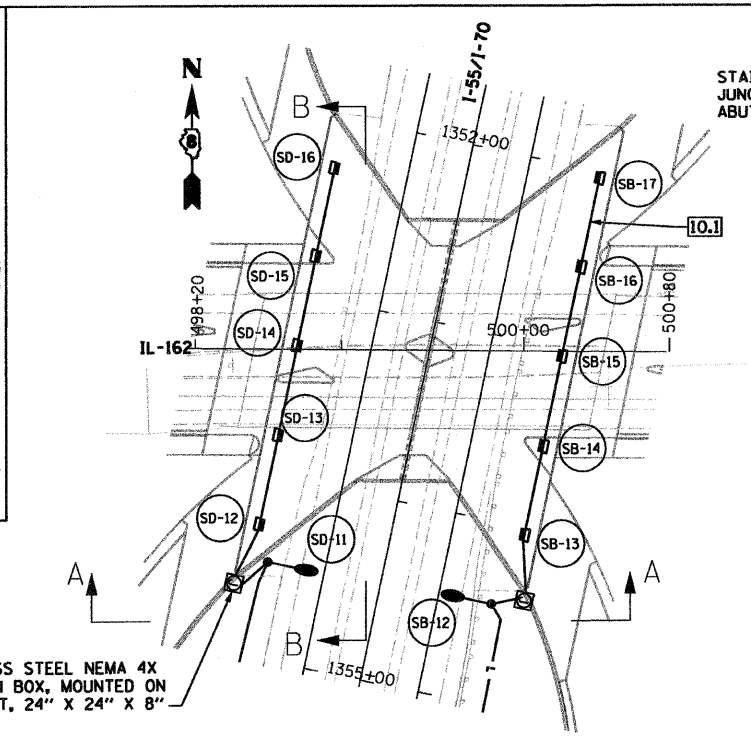 I-55/I-70
STAI
JUNC
ABUT
N
B
1352+00
SD-16
SB-17
10.1
SD-15
SB-16
498+20
500+80
SD-14
500+00
IL-162
SB-15
SD-13
SB-14
SD-12
SD-11
SB-13
A
A
SB-12
B
SS STEEL NEMA 4X
N BOX, MOUNTED ON
T, 24" X 24" X 8"
1355+00
1